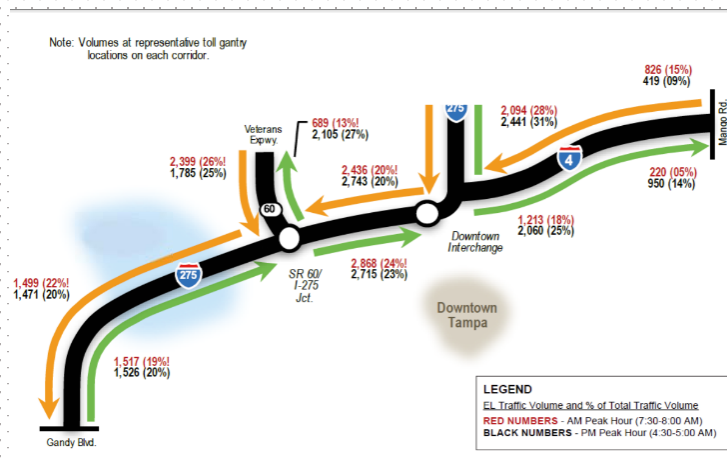 Note: Volumes at representative toll gantry
locations on each corridor.
826 (15%)
419 (09%)
Mango Rd.
275
2,094 (28%)
2,441 (31%)
689 (13%!
2,105 (27%)
Veterans
Expwy.
2,399 (26%!
1,785 (25%)
2,436 (20%!
2,743 (20%)
4
220 (05%)
950 (14%)
60
1,213 (18%)
2,060 (25%)
Downtown
Interchange
2,868 (24%!
2,715 (23%)
SR 60/
I-275
Jct.
275
1,499 (22%!
1,471 (20%)
Downtown
Tampa
1,517 (19%!
1,526 (20%)
Gandy Blvd.
LEGEND
EL Traffic Volume and % of Total Traffic Volume
RED NUMBERS - AM Peak Hour (7:30-8:00 AM)
BLACK NUMBERS - PM Peak Hour (4:30-5:00 AM)